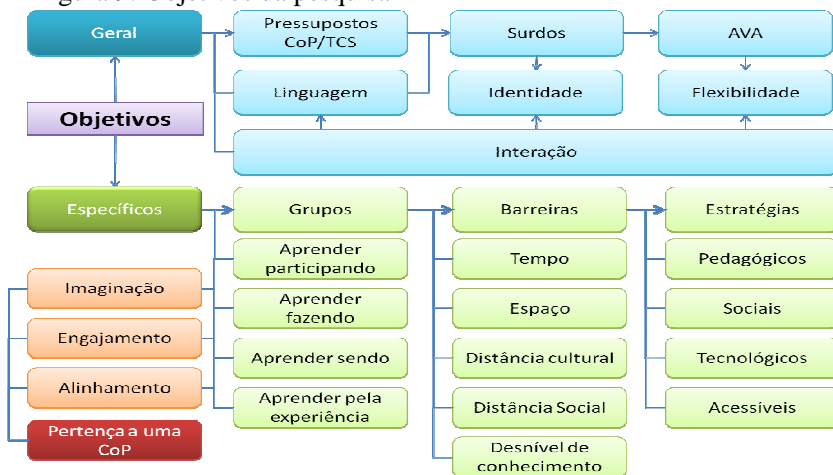 Geral
Pressupostos
CoP/TCS
Surdos
AVA
Linguagem
Identidade
Flexibilidade
Objetivos
Interação
Específicos
Grupos
Barreiras
Estratégias
Aprender
participando
Tempo
Pedagógicos
Imaginação
Aprender
fazendo
Espaço
Sociais
Engajamento
Aprender sendo
Distância cultural
Tecnológicos
Alinhamento
Aprender pela
experiência
Distância Social
Acessíveis
Pertença a uma
CoP
Desnível de
conhecimento